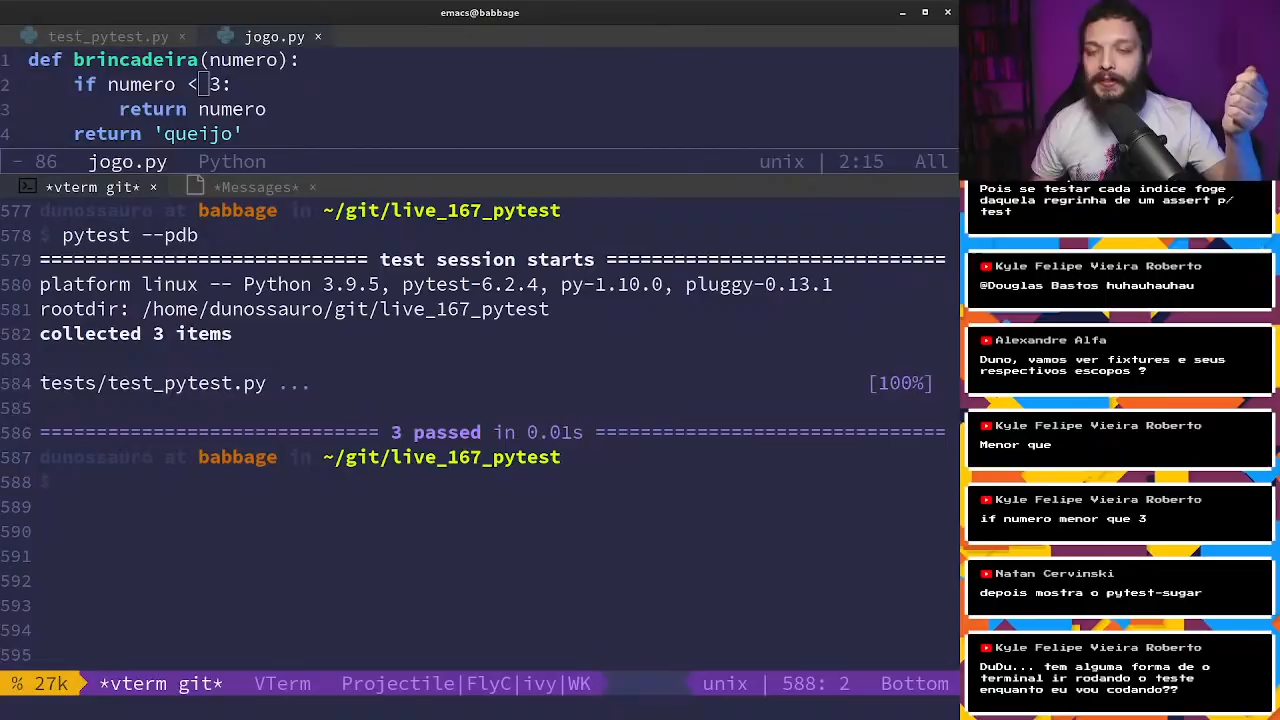 emacs@babbage
test_pytest.py × jogo.py ×
1 def brincadeira(numero):
2 if numero < 3:
3 return numero
4 return 'queijo'
- 86 jogo.py Python unix | 2:15 All
*vterm git* × *Messages* ×
577 dunossauro at babbage in ~/git/live_167_pytest
578 $ pytest --pdb
579 ============================= test session starts =============================
580 platform linux -- Python 3.9.5, pytest-6.2.4, py-1.10.0, pluggy-0.13.1
581 rootdir: /home/dunossauro/git/live_167_pytest
582 collected 3 items
583
584 tests/test_pytest.py ... [100%]
585
586 ============================== 3 passed in 0.01s ===============================
587 dunossauro at babbage in ~/git/live_167_pytest
588 $
589
590
591
592
593
594
595
% 27k *vterm git* VTerm Projectile|FlyC|ivy|WK unix | 588: 2 Bottom
Pois se testar cada indice foge
daquela regrinha de um assert p/
test
Kyle Felipe Vieira Roberto
@Douglas Bastos huhauhauhau
Alexandre Alfa
Duno, vamos ver fixtures e seus
respectivos escopos ?
Kyle Felipe Vieira Roberto
Menor que
Kyle Felipe Vieira Roberto
if numero menor que 3
Natan Cervinski
depois mostra o pytest-sugar
Kyle Felipe Vieira Roberto
DuDu... tem alguma forma de o
terminal ir rodando o teste
enquanto eu vou codando??